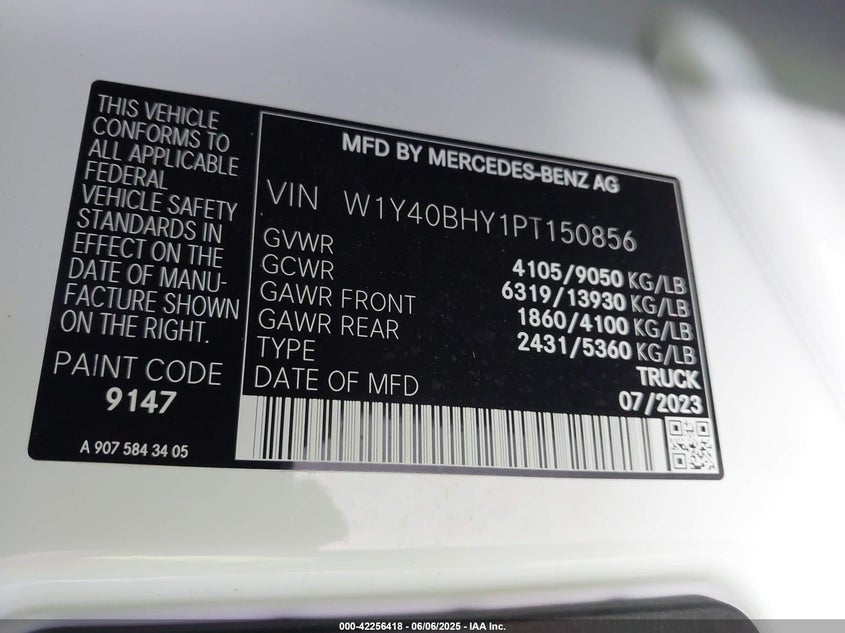 THIS VEHICLE
CONFORMS TO
ALL APPLICABLE
FEDERAL
VEHICLE SAFETY
STANDARDS IN
EFFECT ON THE
DATE OF MANU-
FACTURE SHOWN
ON THE RIGHT.
PAINT CODE
9147
A 907 584 34 05
MFD BY MERCEDES-BENZ AG
VIN W1Y40BHY1PT150856
GVWR 4105/9050 KG/LB
GCWR 6319/13930 KG/LB
GAWR FRONT 1860/4100 KG/LB
GAWR REAR 2431/5360 KG/LB
TYPE TRUCK
DATE OF MFD 07/2023
000-42256418 - 06/06/2025 - IAA Inc.